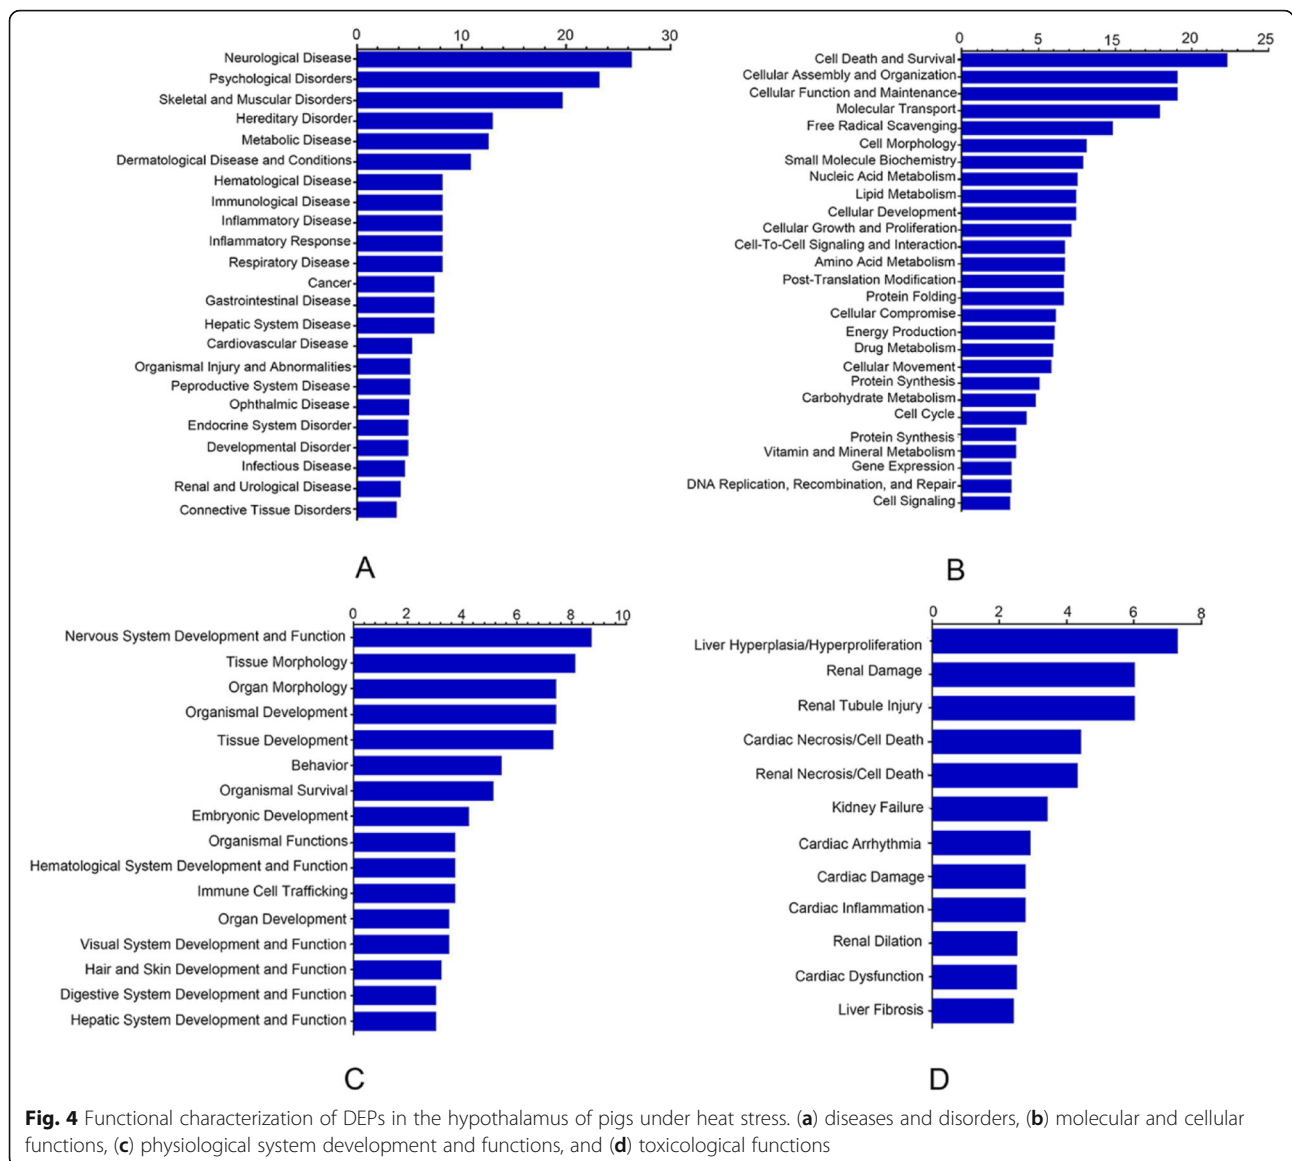 0 10 20 30
Neurological Disease
Psychological Disorders
Skeletal and Muscular Disorders
Hereditary Disorder
Metabolic Disease
Dermatological Disease and Conditions
Hematological Disease
Immunological Disease
Inflammatory Disease
Inflammatory Response
Respiratory Disease
Cancer
Gastrointestinal Disease
Hepatic System Disease
Cardiovascular Disease
Organismal Injury and Abnormalities
Peproductive System Disease
Ophthalmic Disease
Endocrine System Disorder
Developmental Disorder
Infectious Disease
Renal and Urological Disease
Connective Tissue Disorders
A
0 5 15 20 25
Cell Death and Survival
Cellular Assembly and Organization
Cellular Function and Maintenance
Molecular Transport
Free Radical Scavenging
Cell Morphology
Small Molecule Biochemistry
Nucleic Acid Metabolism
Lipid Metabolism
Cellular Development
Cellular Growth and Proliferation
Cell-To-Cell Signaling and Interaction
Amino Acid Metabolism
Post-Translation Modification
Protein Folding
Cellular Compromise
Energy Production
Drug Metabolism
Cellular Movement
Protein Synthesis
Carbohydrate Metabolism
Cell Cycle
Protein Synthesis
Vitamin and Mineral Metabolism
Gene Expression
DNA Replication, Recombination, and Repair
Cell Signaling
B
0 2 4 6 8 10
Nervous System Development and Function
Tissue Morphology
Organ Morphology
Organismal Development
Tissue Development
Behavior
Organismal Survival
Embryonic Development
Organismal Functions
Hematological System Development and Function
Immune Cell Trafficking
Organ Development
Visual System Development and Function
Hair and Skin Development and Function
Digestive System Development and Function
Hepatic System Development and Function
C
0 2 4 6 8
Liver Hyperplasia/Hyperproliferation
Renal Damage
Renal Tubule Injury
Cardiac Necrosis/Cell Death
Renal Necrosis/Cell Death
Kidney Failure
Cardiac Arrhythmia
Cardiac Damage
Cardiac Inflammation
Renal Dilation
Cardiac Dysfunction
Liver Fibrosis
D
Fig. 4 Functional characterization of DEPs in the hypothalamus of pigs under heat stress. (a) diseases and disorders, (b) molecular and cellular
functions, (c) physiological system development and functions, and (d) toxicological functions